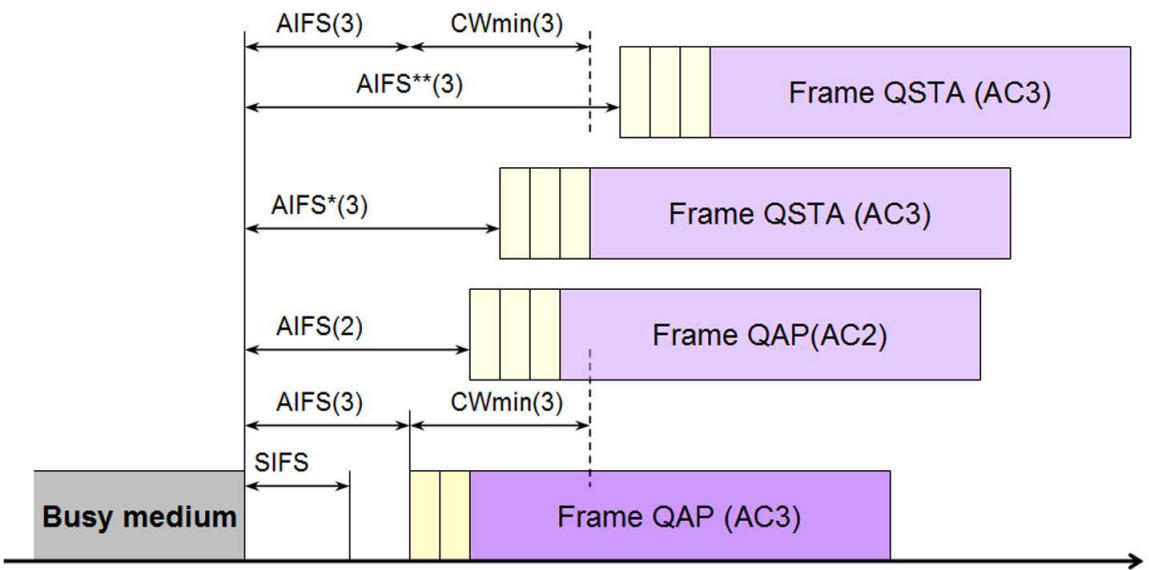 AIFS(3) CWmin(3)
AIFS**(3)
Frame QSTA (AC3)
AIFS*(3)
Frame QSTA (AC3)
AIFS(2)
Frame QAP(AC2)
AIFS(3) CWmin(3)
SIFS
Busy medium
Frame QAP (AC3)